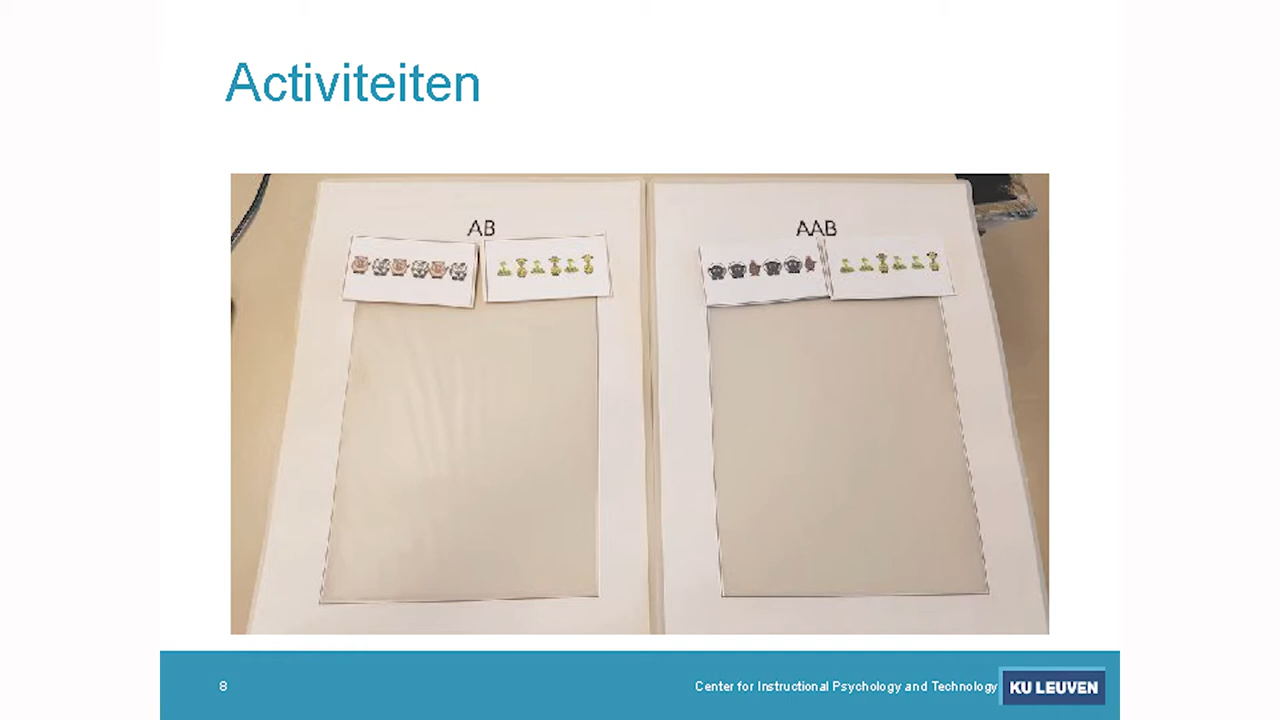 Activiteiten
AB
AAB
8
Center for Instructional Psychology and Technology
KU LEUVEN